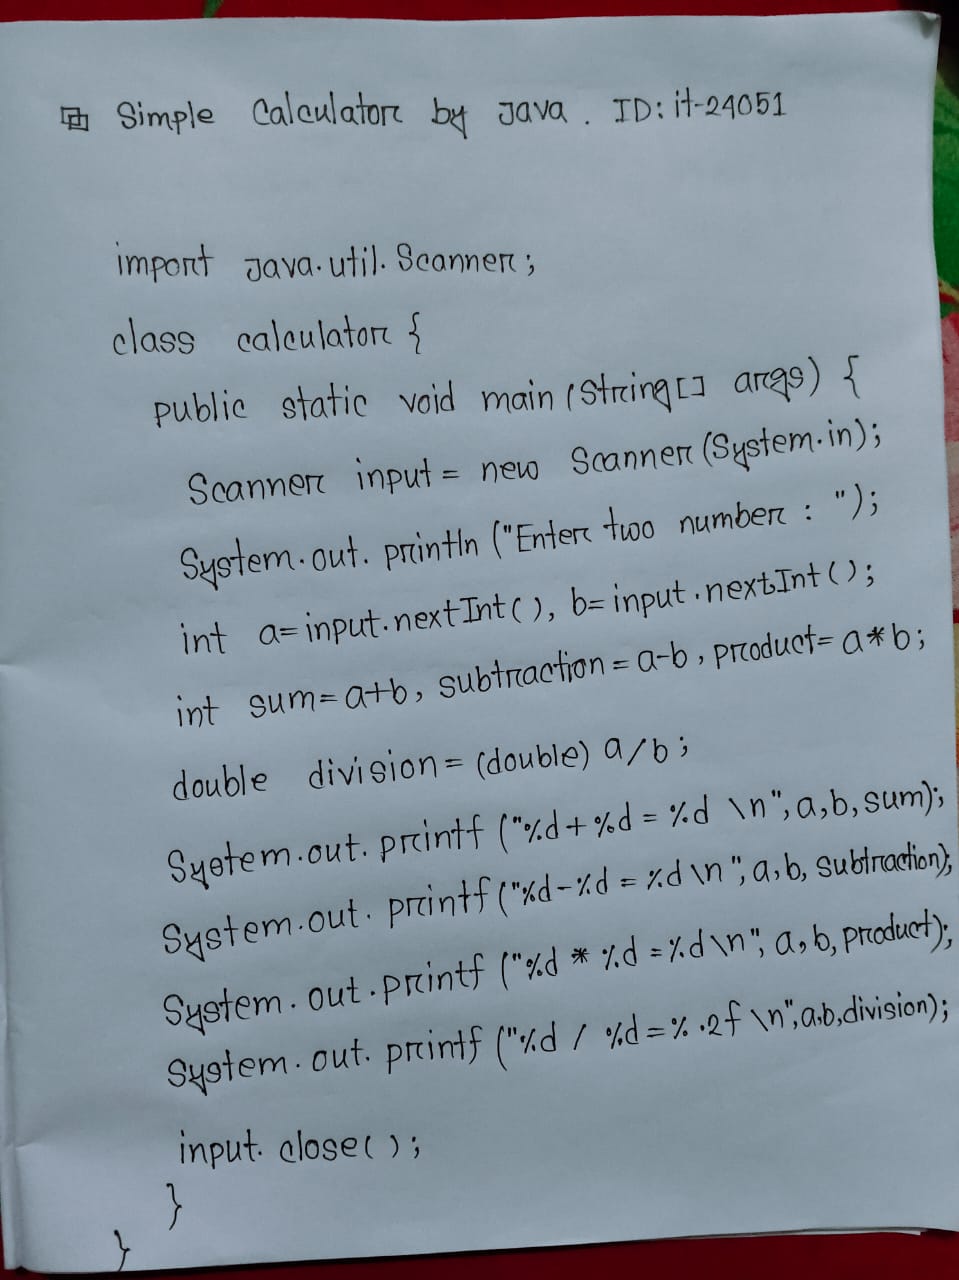 Simple Calculator by Java. ID: it-24051
import java.util.Scanner;
class calculator {
public static void main (String[] args) {
Scanner input = new Scanner (System.in);
System.out.println ("Enter two number : ");
int a= input.nextInt(), b= input.nextInt();
int sum= a+b, subtraction = a-b, product= a*b;
double division = (double) a/b;
System.out.printf ("%d + %d = %d \n", a, b, sum);
System.out.printf ("%d - %d = %d \n", a, b, subtraction);
System.out.printf ("%d * %d = %d \n", a, b, product);
System.out.printf ("%d / %d = %.2f \n", a,b,division);
input.close();
}
}